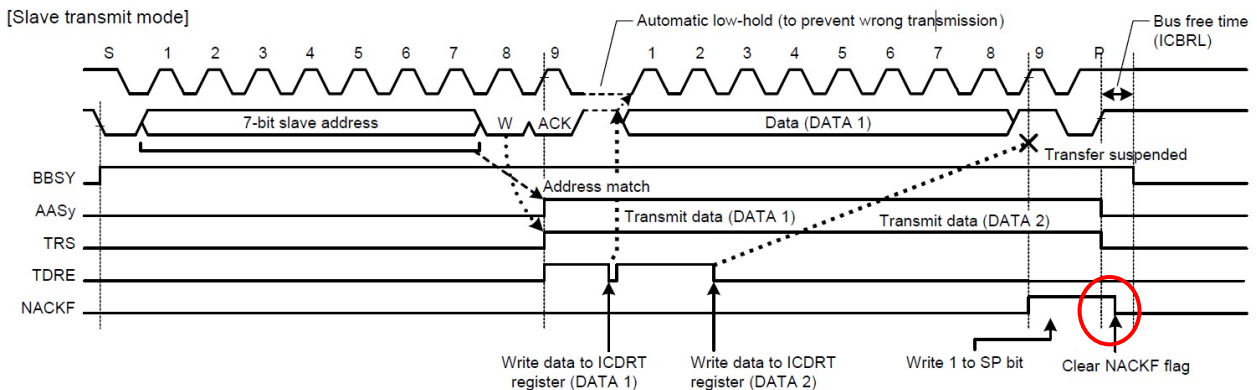 [Slave transmit mode]
Automatic low-hold (to prevent wrong transmission)
Bus free time
(ICBRL)
S 1 2 3 4 5 6 7 8 9 1 2 3 4 5 6 7 8 9 P
7-bit slave address W ACK Data (DATA 1)
Transfer suspended
BBSY
Address match
AASy
Transmit data (DATA 1) Transmit data (DATA 2)
TRS
TDRE
NACKF
Write data to ICDRT
register (DATA 1)
Write data to ICDRT
register (DATA 2)
Write 1 to SP bit
Clear NACKF flag